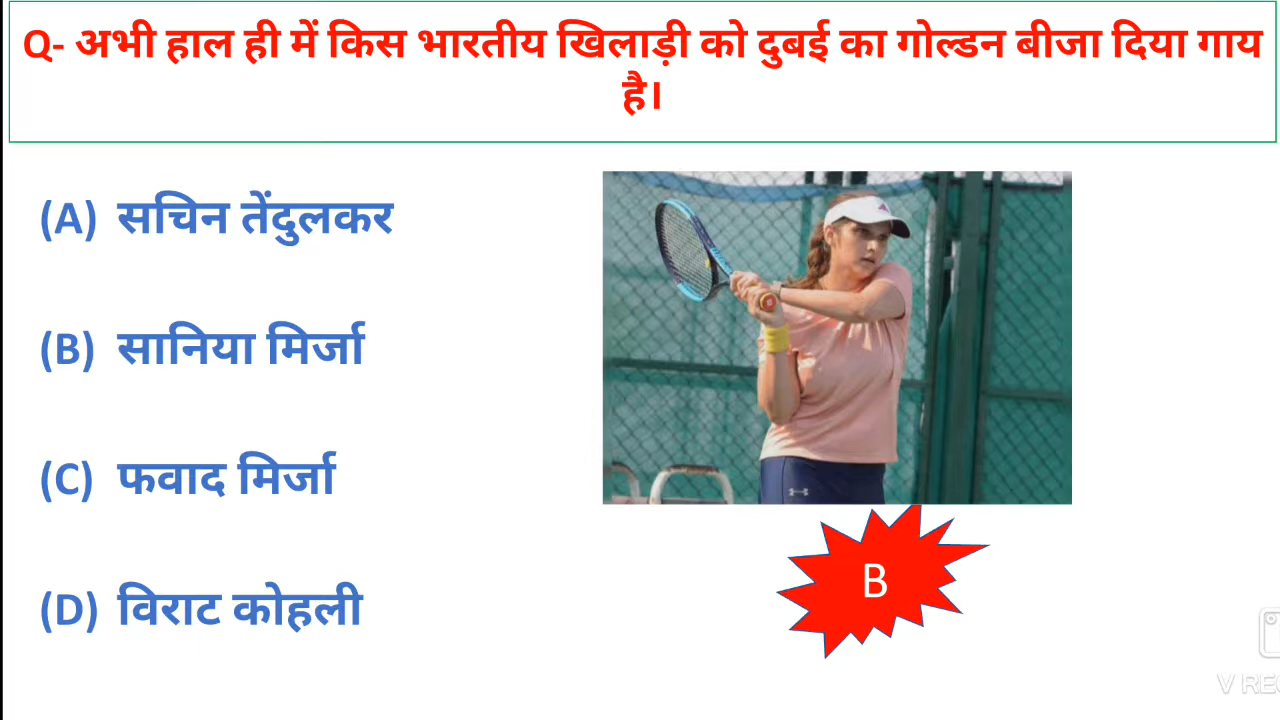 Q- अभी हाल ही में किस भारतीय खिलाड़ी को दुबई का गोल्डन बीजा दिया गाय
है।
(A) सचिन तेंदुलकर
(B) सानिया मिर्जा
(C) फवाद मिर्जा
(D) विराट कोहली
B